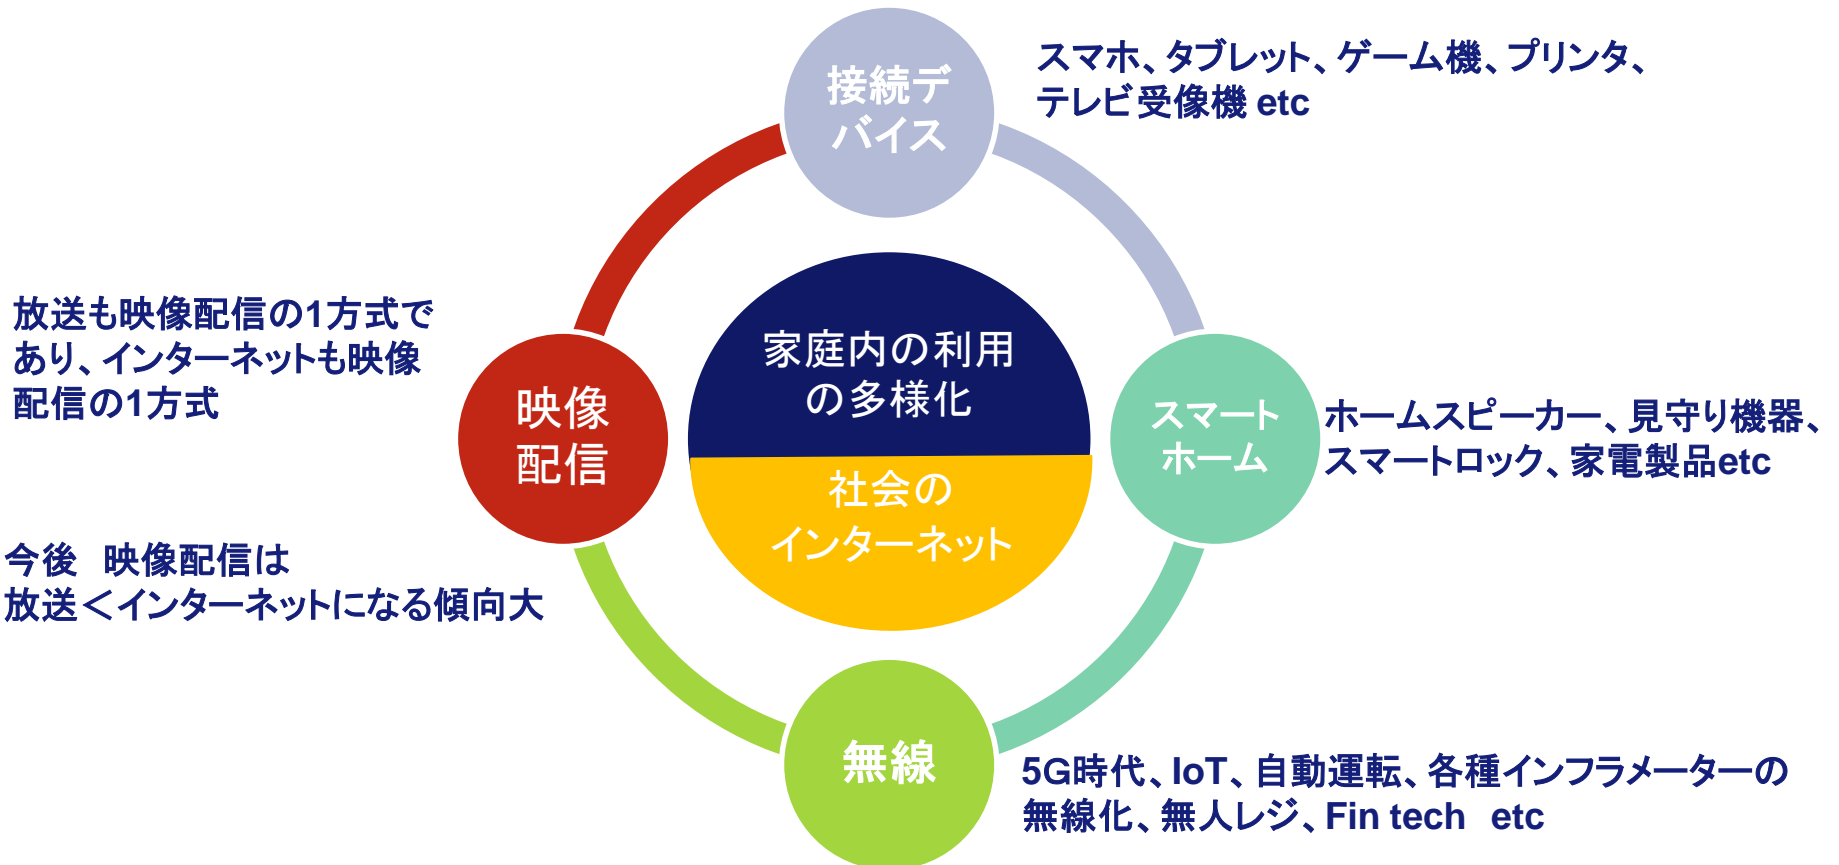 接続デ
バイス
スマホ、タブレット、ゲーム機、プリンタ、
テレビ受像機 etc
放送も映像配信の1方式で
あり、インターネットも映像
配信の1方式
映像
配信
家庭内の利用
の多様化
社会の
インターネット
スマート
ホーム
ホームスピーカー、見守り機器、
スマートロック、家電製品etc
今後　映像配信は
放送＜インターネットになる傾向大
無線
5G時代、IoT、自動運転、各種インフラメーターの
無線化、無人レジ、Fin tech　etc